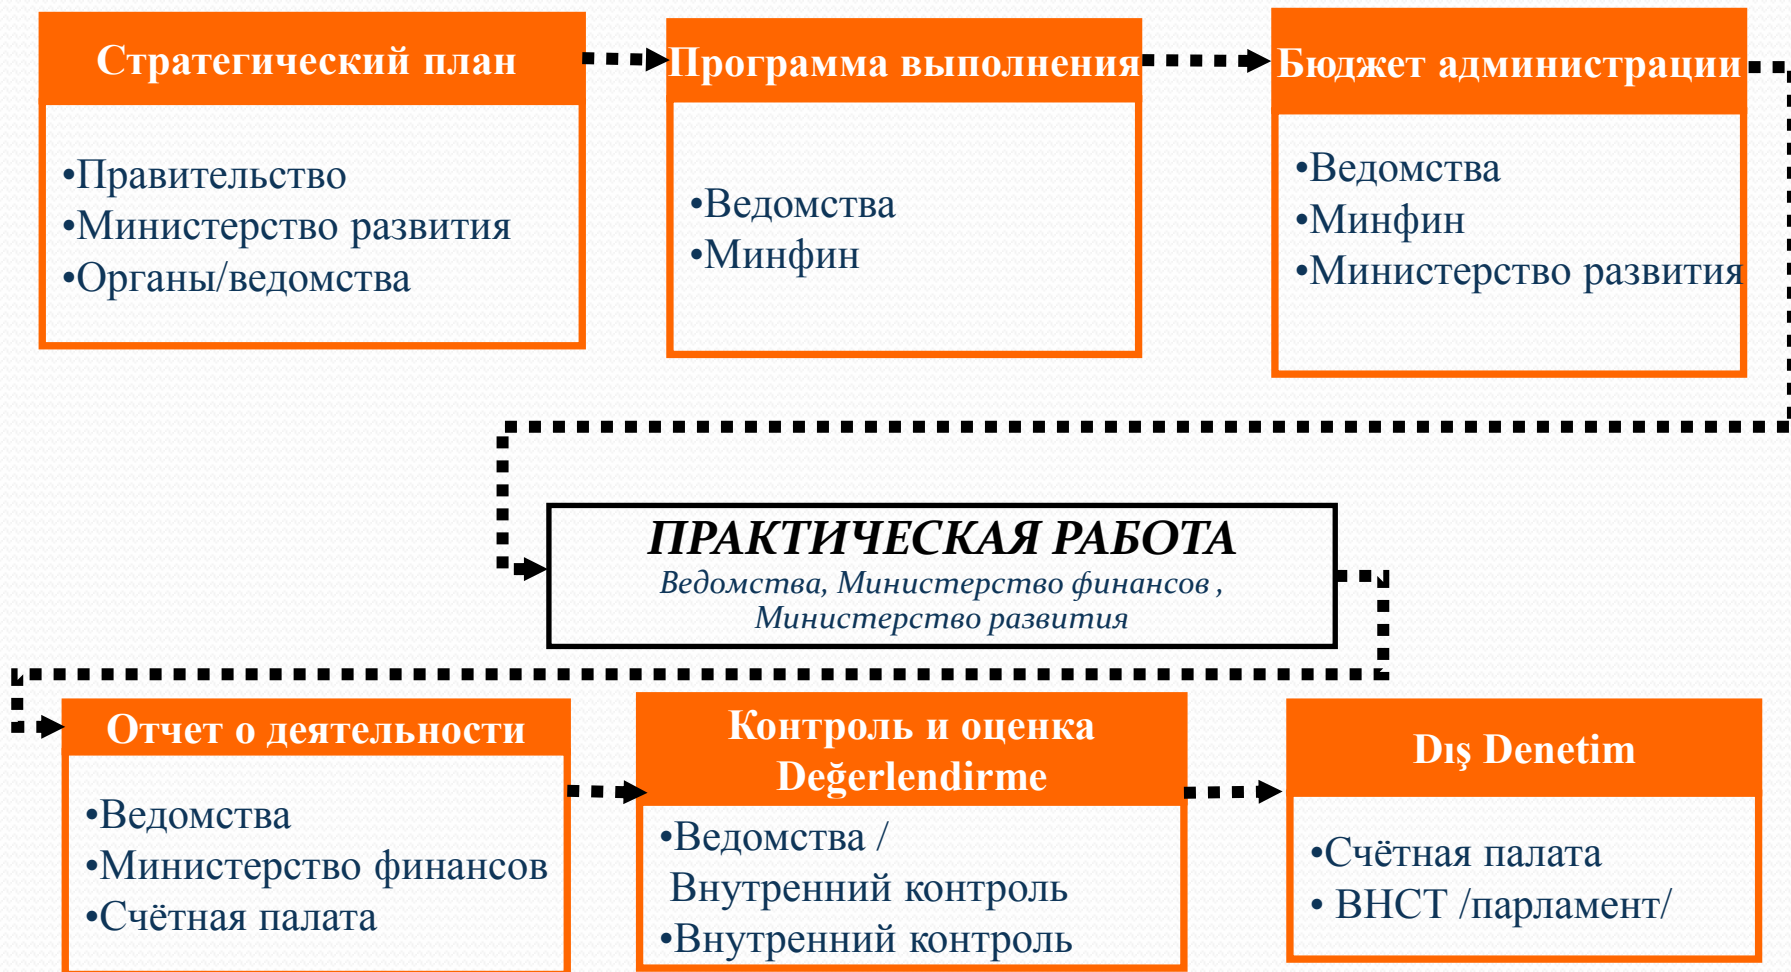 Стратегический план
•Правительство
•Министерство развития
•Органы/ведомства
Программа выполнения
•Ведомства
•Минфин
Бюджет администрации
•Ведомства
•Минфин
•Министерство развития
ПРАКТИЧЕСКАЯ РАБОТА
Ведомства, Министерство финансов ,
Министерство развития
Отчет о деятельности
•Ведомства
•Министерство финансов
•Счётная палата
Контроль и оценка
Değerlendirme
•Ведомства /
Внутренний контроль
•Внутренний контроль
Dış Denetim
•Счётная палата
• ВНСТ /парламент/